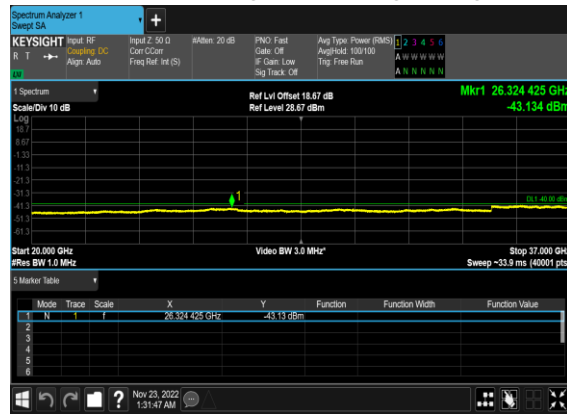 Spectrum Analyzer 1
Swept SA
+
KEYSIGHT Input: RF Input Z: 50 Ω #Atten: 20 dB PNO: Fast Avg Type: Power (RMS) 1 2 3 4 5 6
R T Coupling: DC Corr CCorr Gate: Off Avg|Hold: 100/100 A W W W W W
Align: Auto Freq Ref: Int (S) IF Gain: Low Trig: Free Run
LW Sig Track: Off A N N N N N
1 Spectrum Ref Lvl Offset 18.67 dB Mkr1 26.324 425 GHz
Scale/Div 10 dB Ref Level 28.67 dBm -43.134 dBm
Log
18.7
8.67
-1.33
-11.3
-21.3
-31.3
1
DL1 -40.00 dBm
-41.3
-51.3
-61.3
Start 20.000 GHz Video BW 3.0 MHz* Stop 37.000 GHz
#Res BW 1.0 MHz Sweep ~33.9 ms (40001 pts)
5 Marker Table
Mode Trace Scale X Y Function Function Width Function Value
1 N 1 f 26.324 425 GHz -43.13 dBm
2
3
4
5
6
? Nov 23, 2022
1:31:47 AM